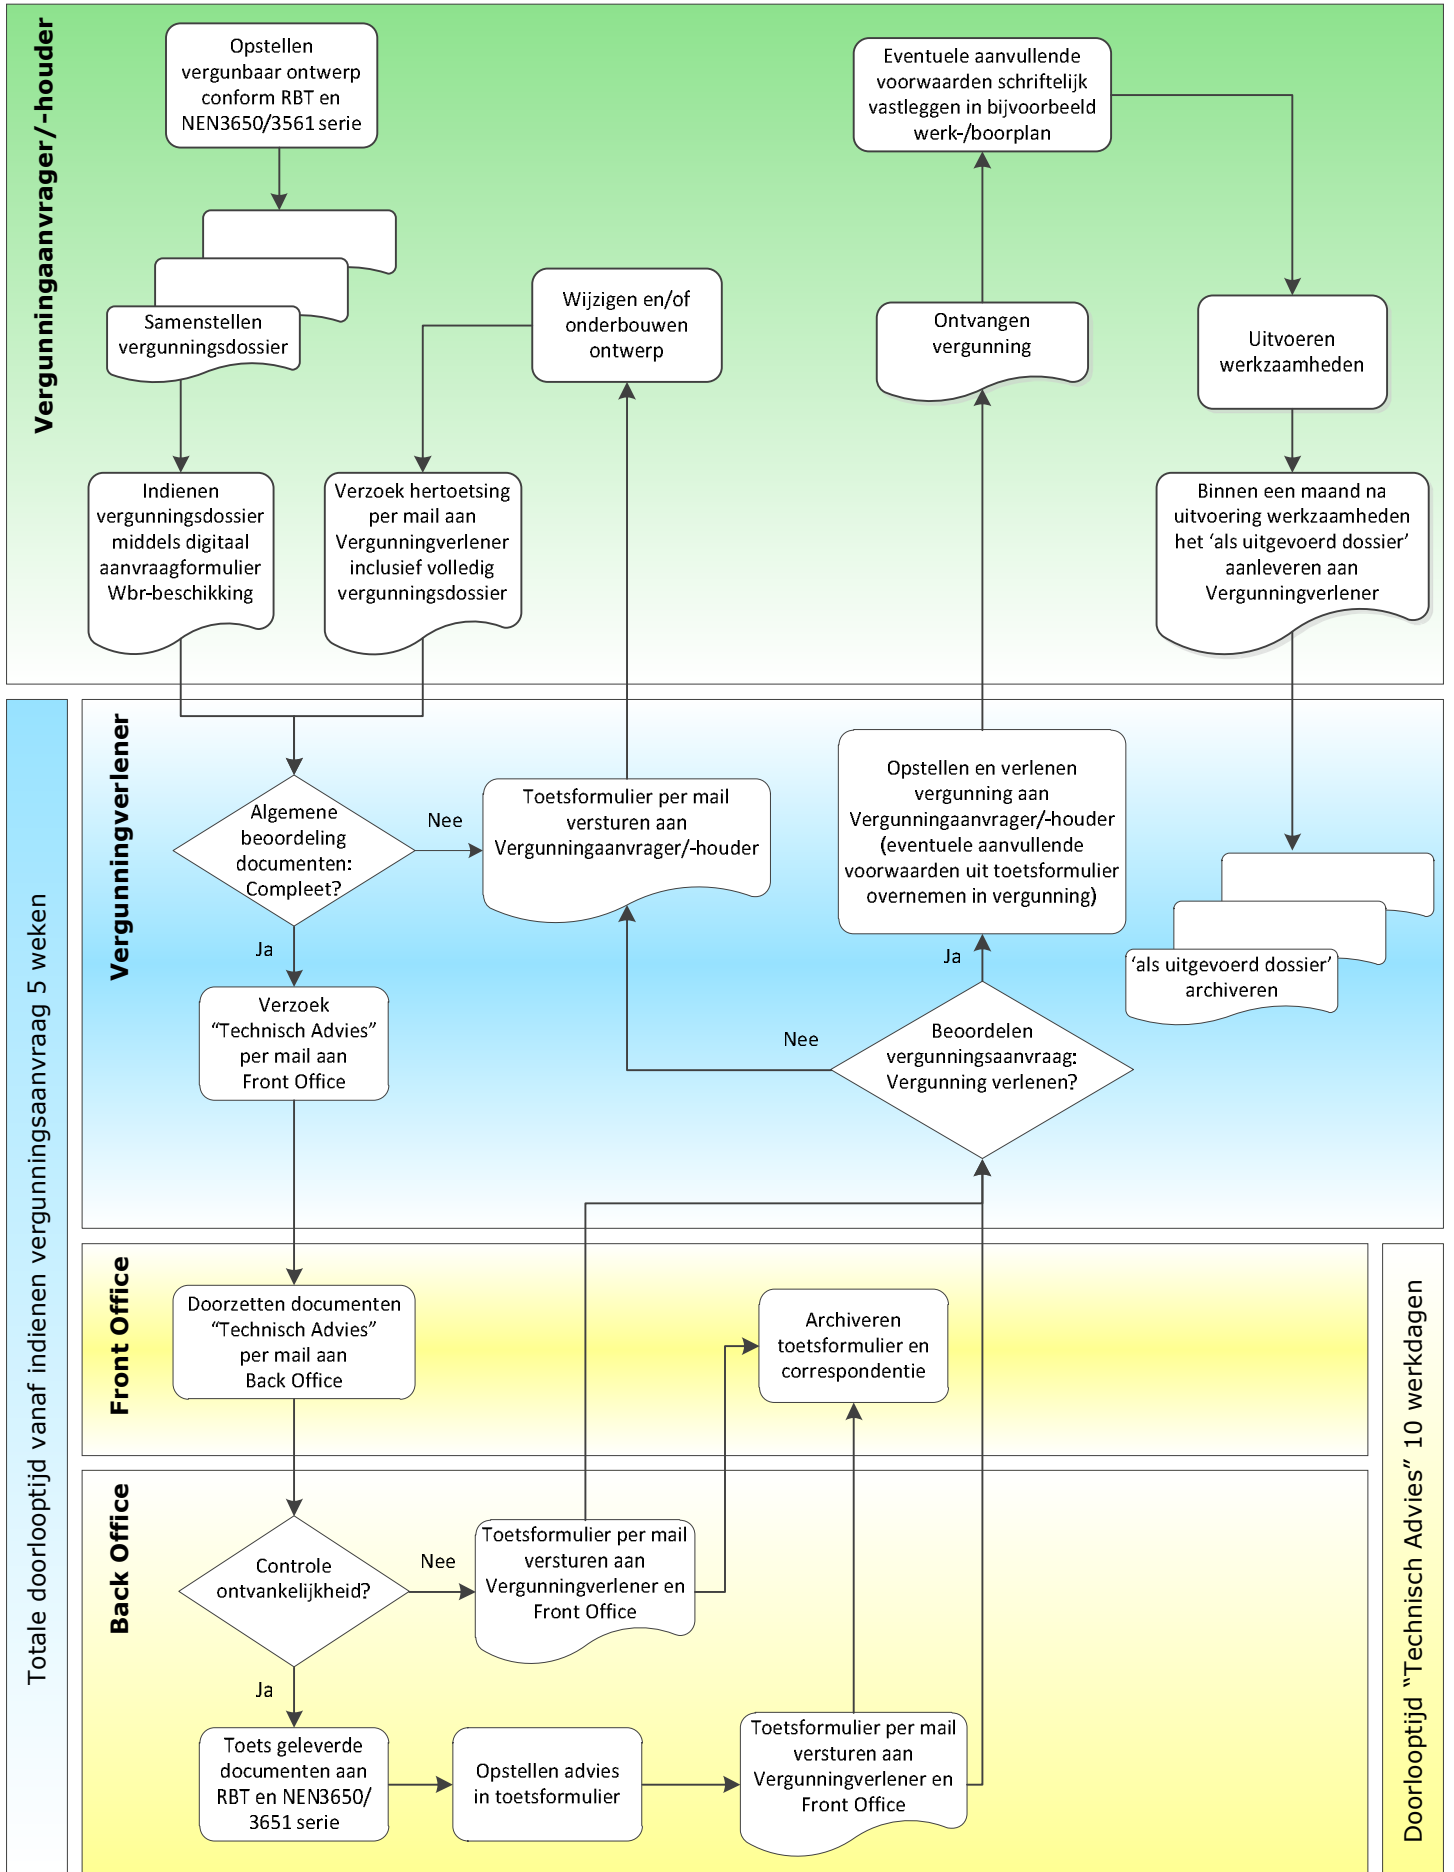 Vergunningaanvrager/-houder
Opstellen
vergunbaar ontwerp
conform RBT en
NEN3650/3561 serie
Samenstellen
vergunningsdossier
Indienen
vergunningsdossier
middels digitaal
aanvraagformulier
Wbr-beschikking
Verzoek hertoetsing
per mail aan
Vergunningverlener
inclusief volledig
vergunningsdossier
Wijzigen en/of
onderbouwen
ontwerp
Eventuele aanvullende
voorwaarden schriftelijk
vastleggen in bijvoorbeeld
werk-/boorplan
Ontvangen
vergunning
Uitvoeren
werkzaamheden
Binnen een maand na
uitvoering werkzaamheden
het ‘als uitgevoerd dossier’
aanleveren aan
Vergunningverlener
Totale doorlooptijd vanaf indienen vergunningsaanvraag 5 weken
Vergunningverlener
Algemene
beoordeling
documenten:
Compleet?
Nee
Ja
Toetsformulier per mail
versturen aan
Vergunningaanvrager/-houder
Verzoek
“Technisch Advies”
per mail aan
Front Office
Opstellen en verlenen
vergunning aan
Vergunningaanvrager/-houder
(eventuele aanvullende
voorwaarden uit toetsformulier
overnemen in vergunning)
Ja
Nee
Beoordelen
vergunningsaanvraag:
Vergunning verlenen?
‘als uitgevoerd dossier’
archiveren
Front Office
Doorzetten documenten
“Technisch Advies”
per mail aan
Back Office
Archiveren
toetsformulier en
correspondentie
Doorlooptijd “Technisch Advies” 10 werkdagen
Back Office
Controle
ontvankelijkheid?
Nee
Ja
Toetsformulier per mail
versturen aan
Vergunningverlener en
Front Office
Toets geleverde
documenten aan
RBT en NEN3650/
3651 serie
Opstellen advies
in toetsformulier
Toetsformulier per mail
versturen aan
Vergunningverlener en
Front Office